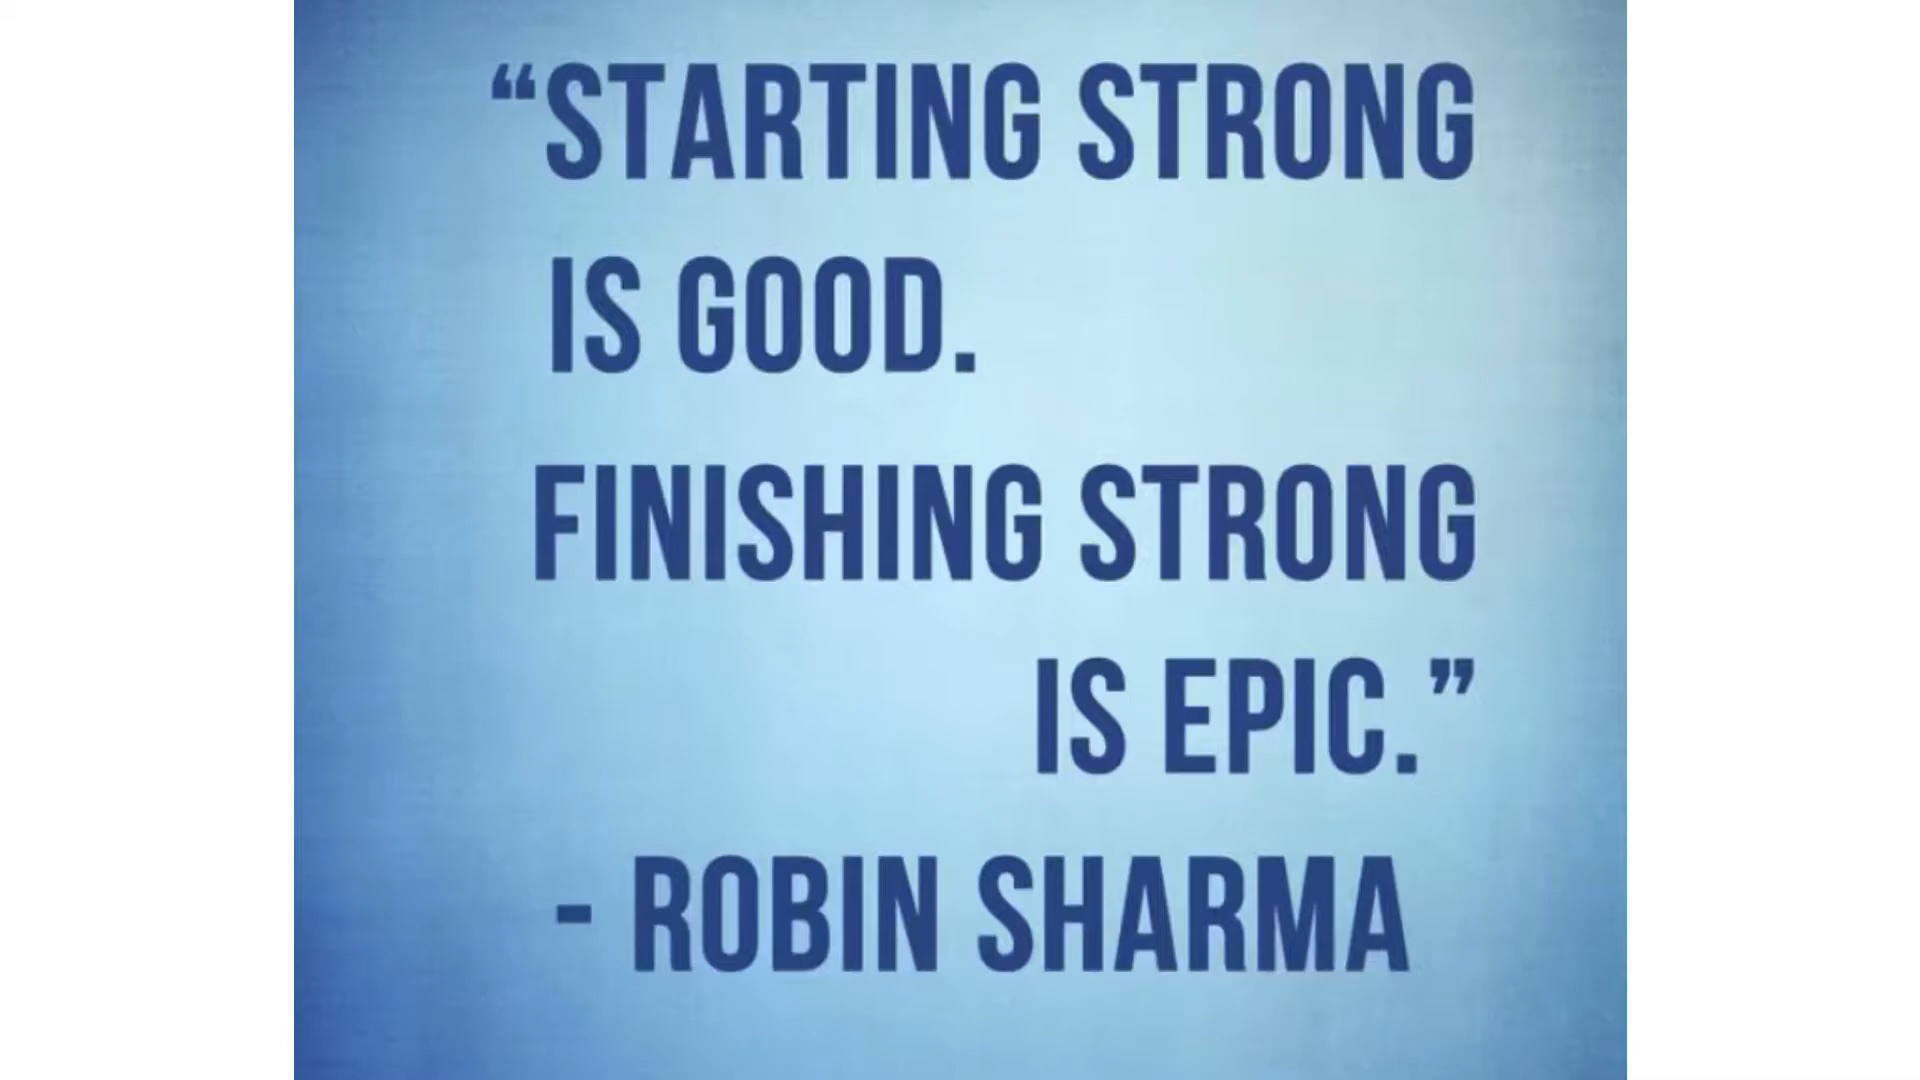 “STARTING STRONG
IS GOOD.
FINISHING STRONG
IS EPIC.”
- ROBIN SHARMA